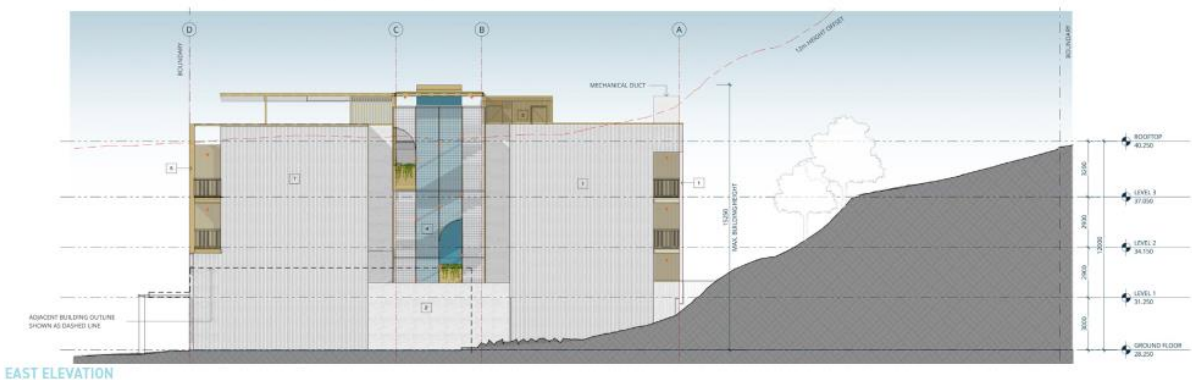 D
C
B
A
BOUNDARY
12m HEIGHT OFFSET
BOUNDARY
MECHANICAL DUCT
15250
MAX. BUILDING HEIGHT
ROOFTOP
40.250
3200
LEVEL 3
37.050
2900
LEVEL 2
34.150
12000
2900
LEVEL 1
31.250
3000
GROUND FLOOR
28.250
ADJACENT BUILDING OUTLINE
SHOWN AS DASHED LINE
EAST ELEVATION